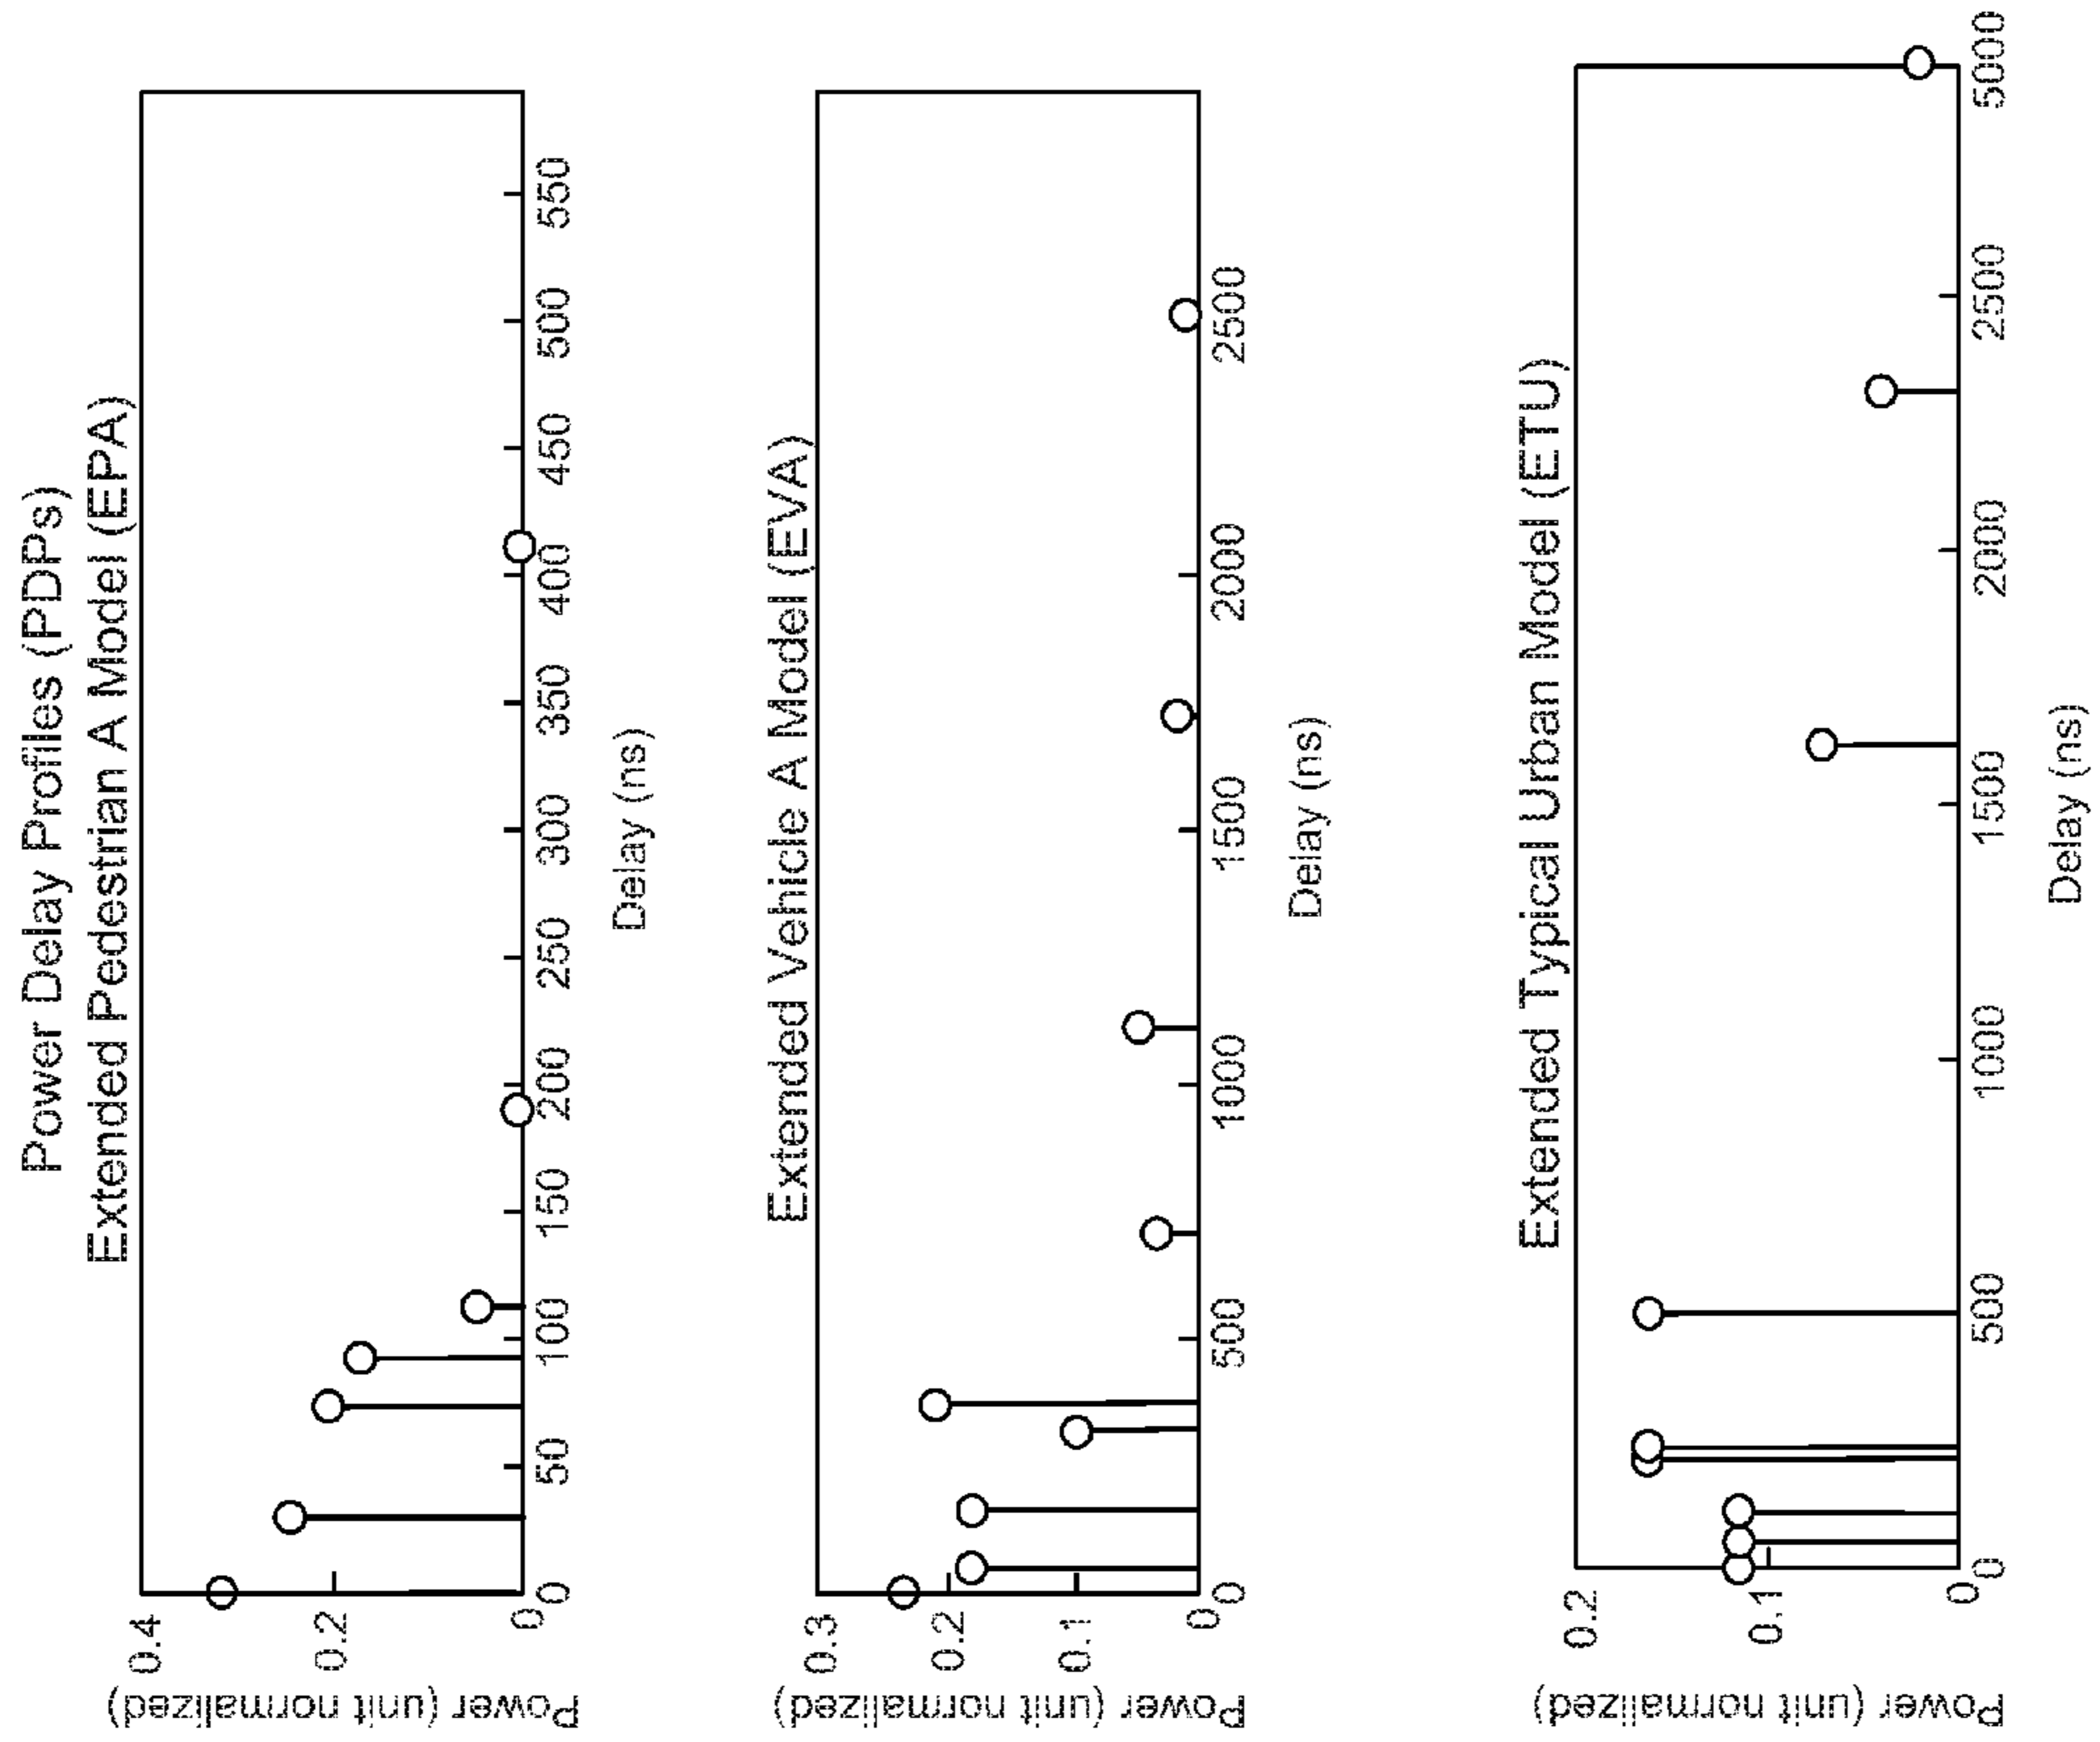 Power Delay Profiles (PDPs)
Extended Pedestrian A Model (EPA)
Power (unit normalized)
0.4
0.2
0
0 50 100 150 200 250 300 350 400 450 500 550
Delay (ns)
Extended Vehicle A Model (EVA)
Power (unit normalized)
0.3
0.2
0.1
0
0 500 1000 1500 2000 2500
Delay (ns)
Extended Typical Urban Model (ETU)
Power (unit normalized)
0.2
0.1
0
0 500 1000 1500 2000 2500 5000
Delay (ns)